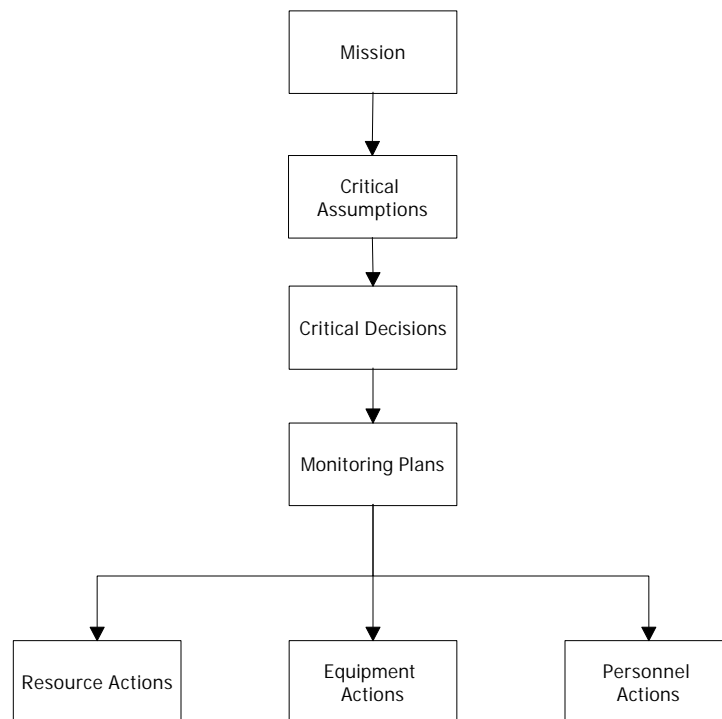 Mission
Critical
Assumptions
Critical Decisions
Monitoring Plans
Resource Actions
Equipment
Actions
Personnel
Actions